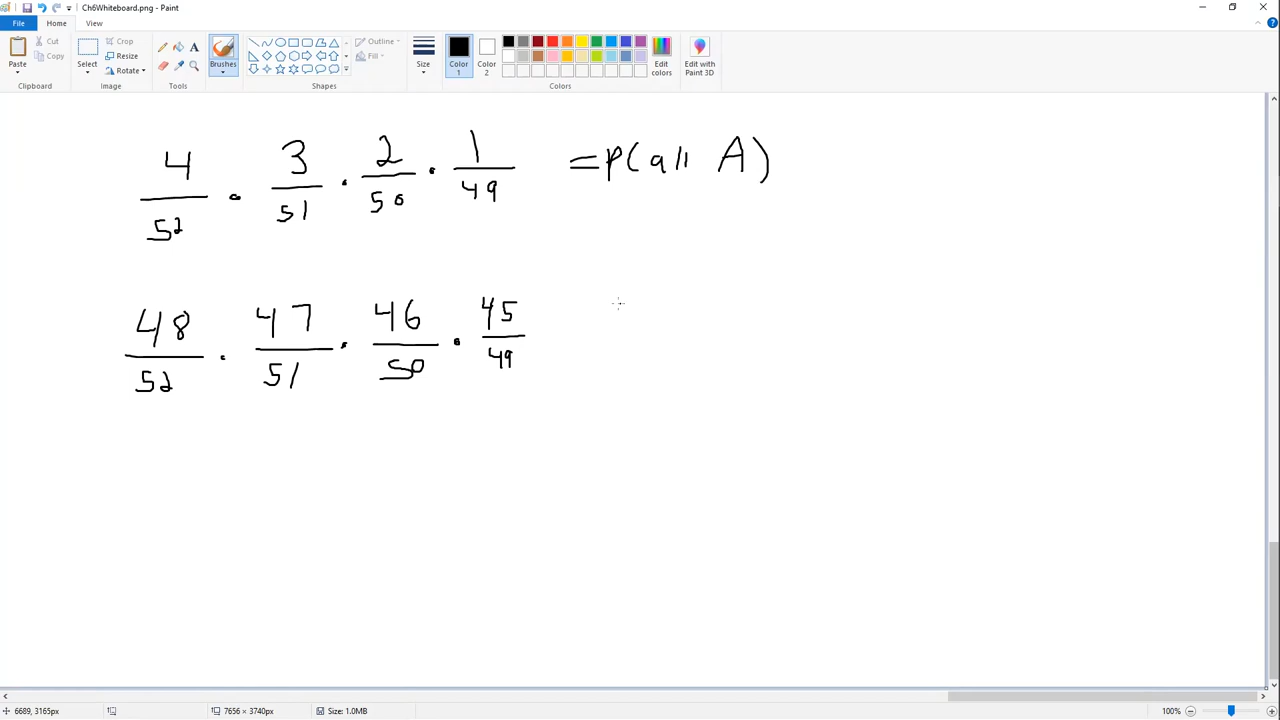 Ch6Whiteboard.png - Paint
File Home View
Paste Cut Copy Clipboard
Select Crop Resize Rotate Image
Tools
Brushes
Outline Fill Shapes
Size
Color 1 Color 2 Colors
Edit colors
Edit with Paint 3D
4/52 · 3/51 · 2/50 · 1/49 = P(all A)
48/52 · 47/51 · 46/50 · 45/49
6689, 3165px 7656 × 3740px Size: 1.0MB 100%